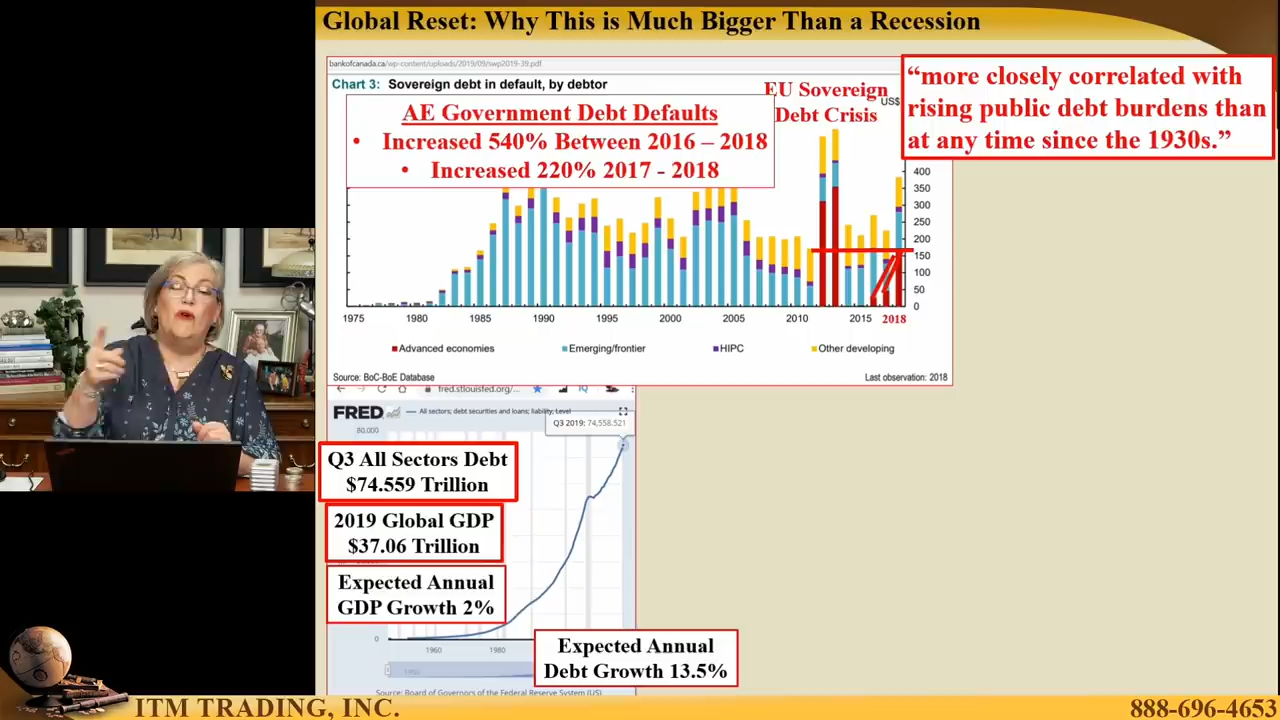 Global Reset: Why This is Much Bigger Than a Recession
bankofcanada.ca/wp-content/uploads/2019/09/swp2019-39.pdf
Chart 3: Sovereign debt in default, by debtor
AE Government Debt Defaults
• Increased 540% Between 2016 – 2018
• Increased 220% 2017 - 2018
EU Sovereign
Debt Crisis
US$
“more closely correlated with
rising public debt burdens than
at any time since the 1930s.”
400
350
300
250
200
150
100
50
0
1975 1980 1985 1990 1995 2000 2005 2010 2015 2018
Advanced economies Emerging/frontier HIPC Other developing
Source: BoC-BoE Database Last observation: 2018
fred.stlouisfed.org/...
FRED — All sectors; debt securities and loans; liability, Level
Q3 2019: 74,558.521
80,000
Q3 All Sectors Debt
$74.559 Trillion
2019 Global GDP
$37.06 Trillion
Expected Annual
GDP Growth 2%
0
1960 1980
Expected Annual
Debt Growth 13.5%
Source: Board of Governors of the Federal Reserve System (US)
ITM TRADING, INC. 888-696-4653